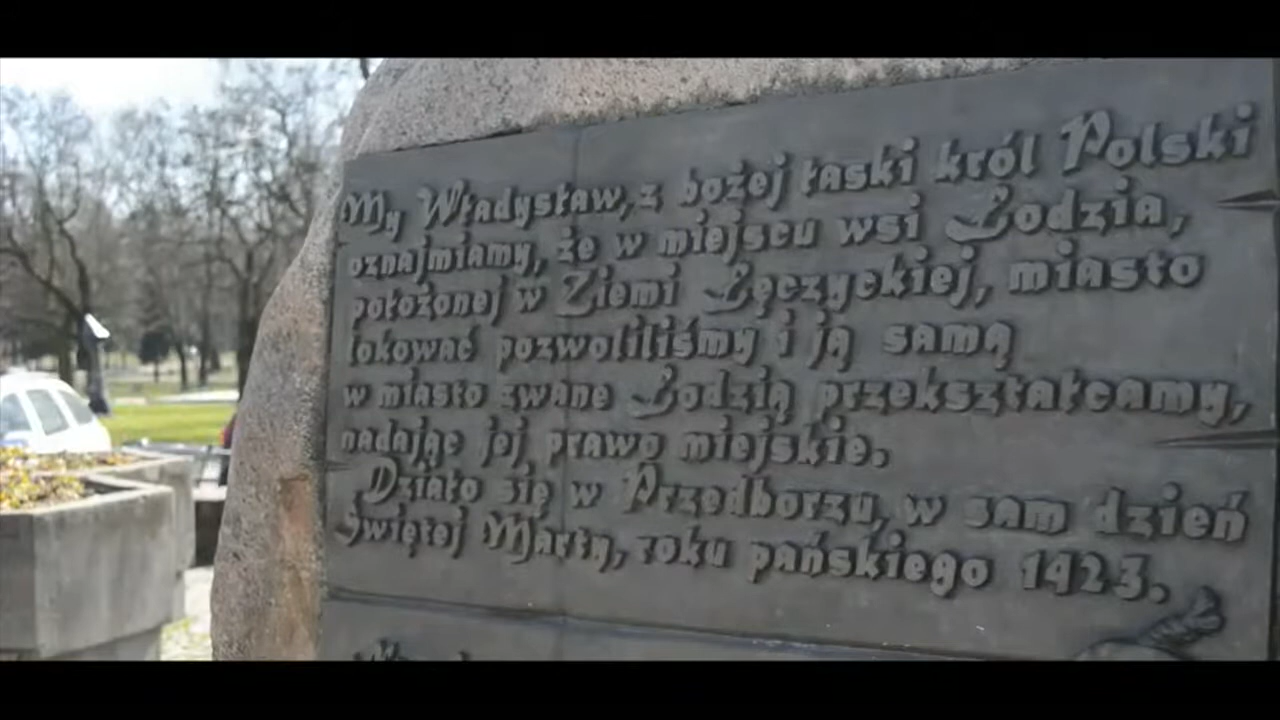 My Władysław, z bożej łaski król Polski
oznajmiamy, że w miejscu wsi Łodzia,
położonej w Ziemi Łęczyckiej, miasto
lokować pozwoliliśmy i ją samą
w miasto zwane Łodzią przekształcamy,
nadając jej prawo miejskie.
Działo się w Przedborzu, w sam dzień
Świętej Marty, roku pańskiego 1423.